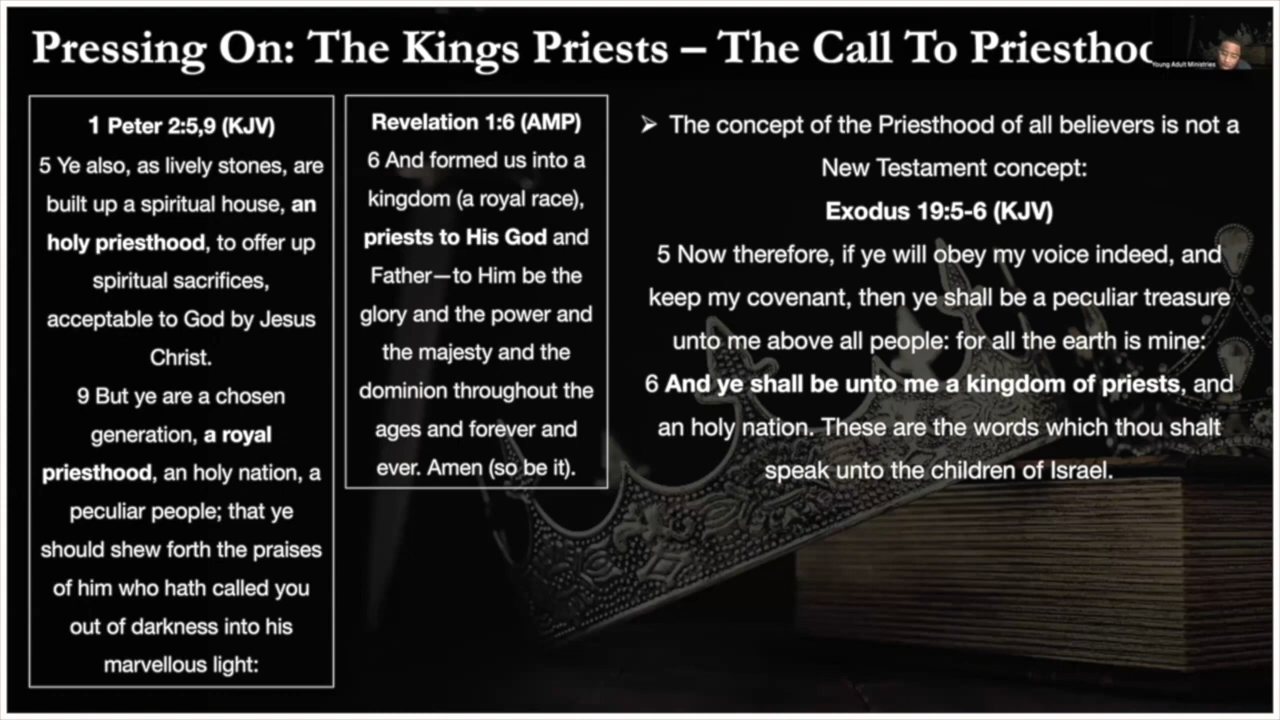 Pressing On: The Kings Priests – The Call To Priesthoo
Young Adult Ministries
1 Peter 2:5,9 (KJV)
5 Ye also, as lively stones, are
built up a spiritual house, an
holy priesthood, to offer up
spiritual sacrifices,
acceptable to God by Jesus
Christ.
9 But ye are a chosen
generation, a royal
priesthood, an holy nation, a
peculiar people; that ye
should shew forth the praises
of him who hath called you
out of darkness into his
marvellous light:
Revelation 1:6 (AMP)
6 And formed us into a
kingdom (a royal race),
priests to His God and
Father—to Him be the
glory and the power and
the majesty and the
dominion throughout the
ages and forever and
ever. Amen (so be it).
➢ The concept of the Priesthood of all believers is not a
New Testament concept:
Exodus 19:5-6 (KJV)
5 Now therefore, if ye will obey my voice indeed, and
keep my covenant, then ye shall be a peculiar treasure
unto me above all people: for all the earth is mine:
6 And ye shall be unto me a kingdom of priests, and
an holy nation. These are the words which thou shalt
speak unto the children of Israel.